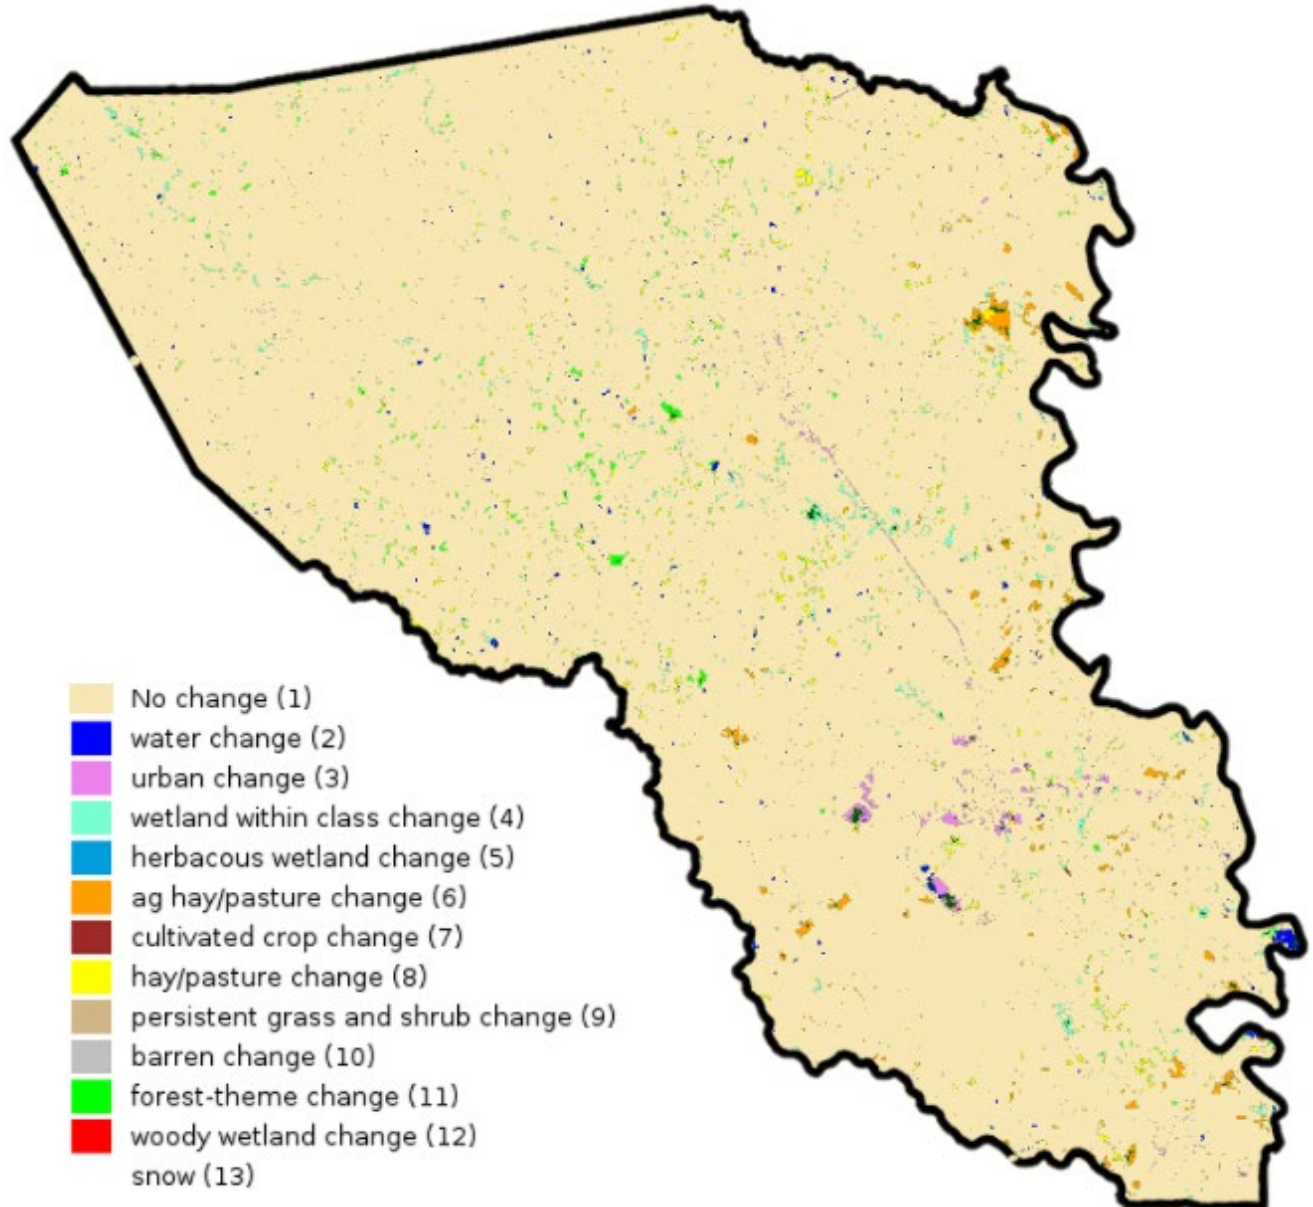 No change (1)
water change (2)
urban change (3)
wetland within class change (4)
herbacous wetland change (5)
ag hay/pasture change (6)
cultivated crop change (7)
hay/pasture change (8)
persistent grass and shrub change (9)
barren change (10)
forest-theme change (11)
woody wetland change (12)
snow (13)